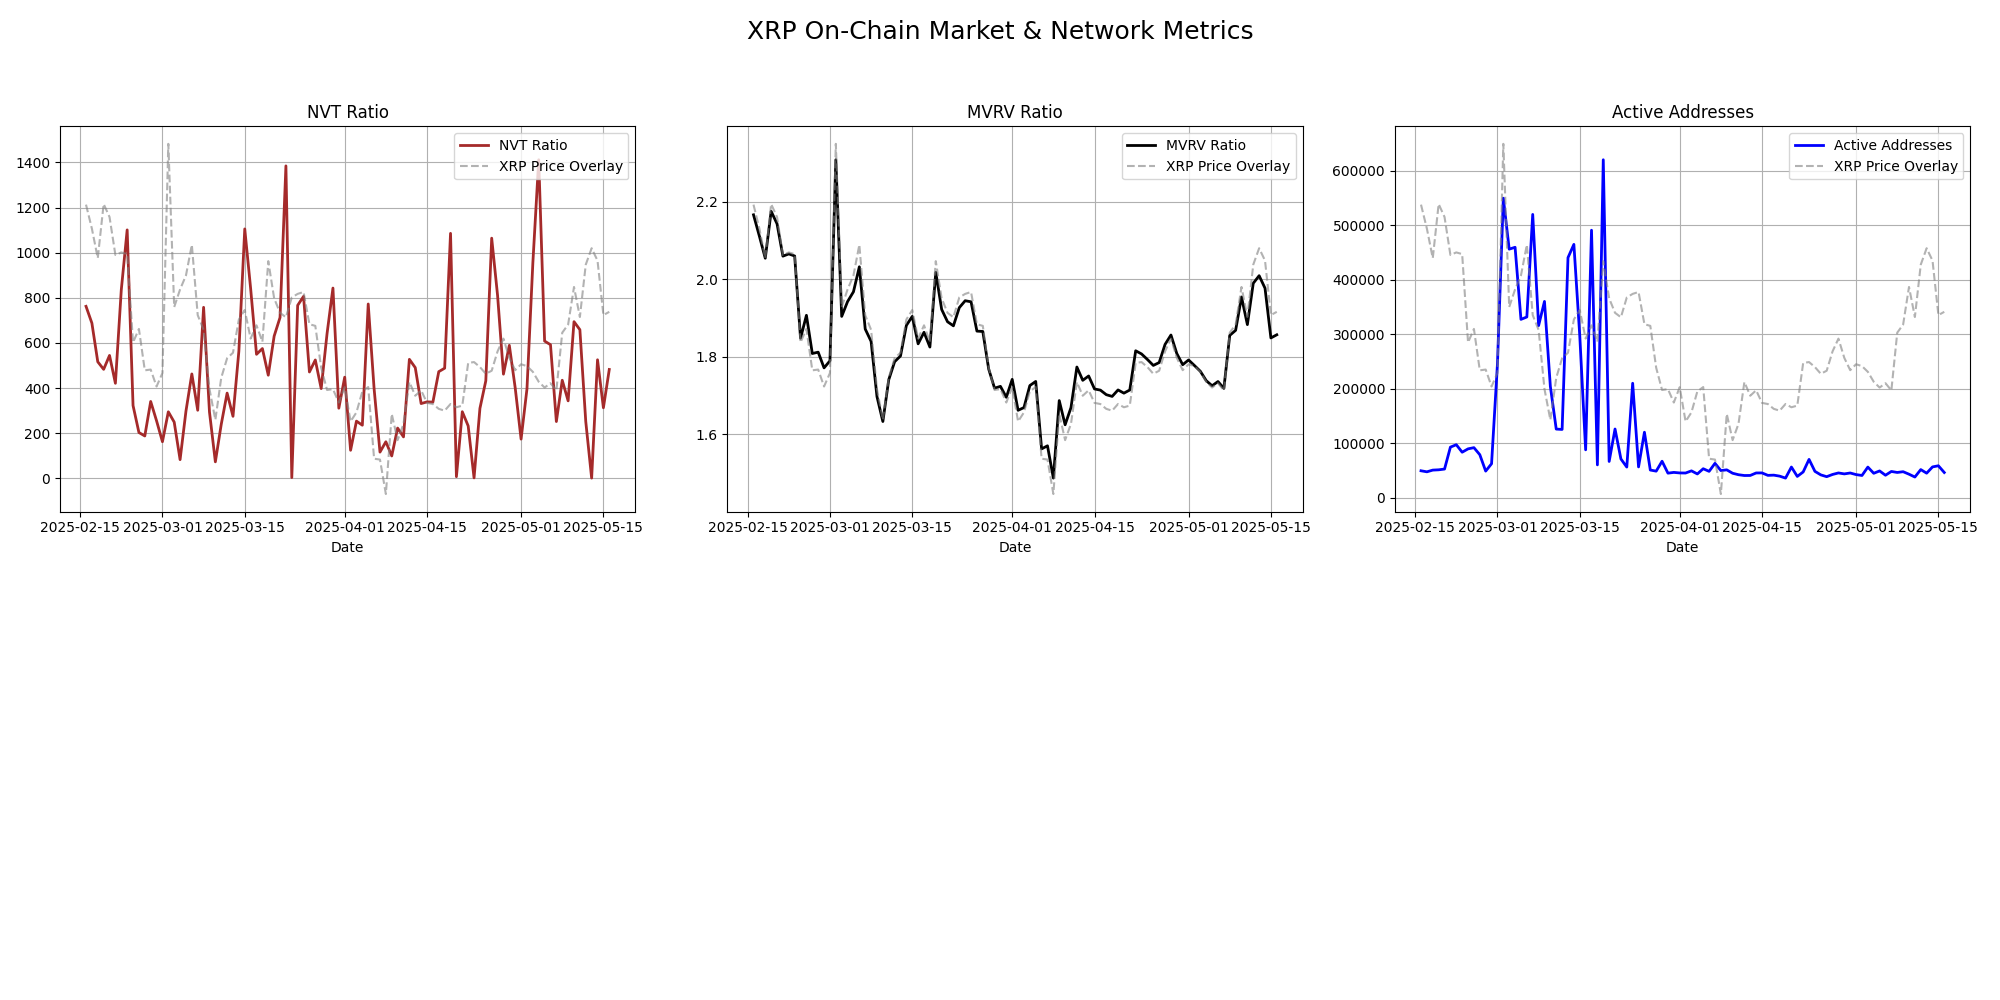 XRP On-Chain Market & Network Metrics
NVT Ratio
NVT Ratio
XRP Price Overlay
1400
1200
1000
800
600
400
200
0
2025-02-15 2025-03-01 2025-03-15 2025-04-01 2025-04-15 2025-05-01 2025-05-15
Date
MVRV Ratio
MVRV Ratio
XRP Price Overlay
2.2
2.0
1.8
1.6
2025-02-15 2025-03-01 2025-03-15 2025-04-01 2025-04-15 2025-05-01 2025-05-15
Date
Active Addresses
Active Addresses
XRP Price Overlay
600000
500000
400000
300000
200000
100000
0
2025-02-15 2025-03-01 2025-03-15 2025-04-01 2025-04-15 2025-05-01 2025-05-15
Date